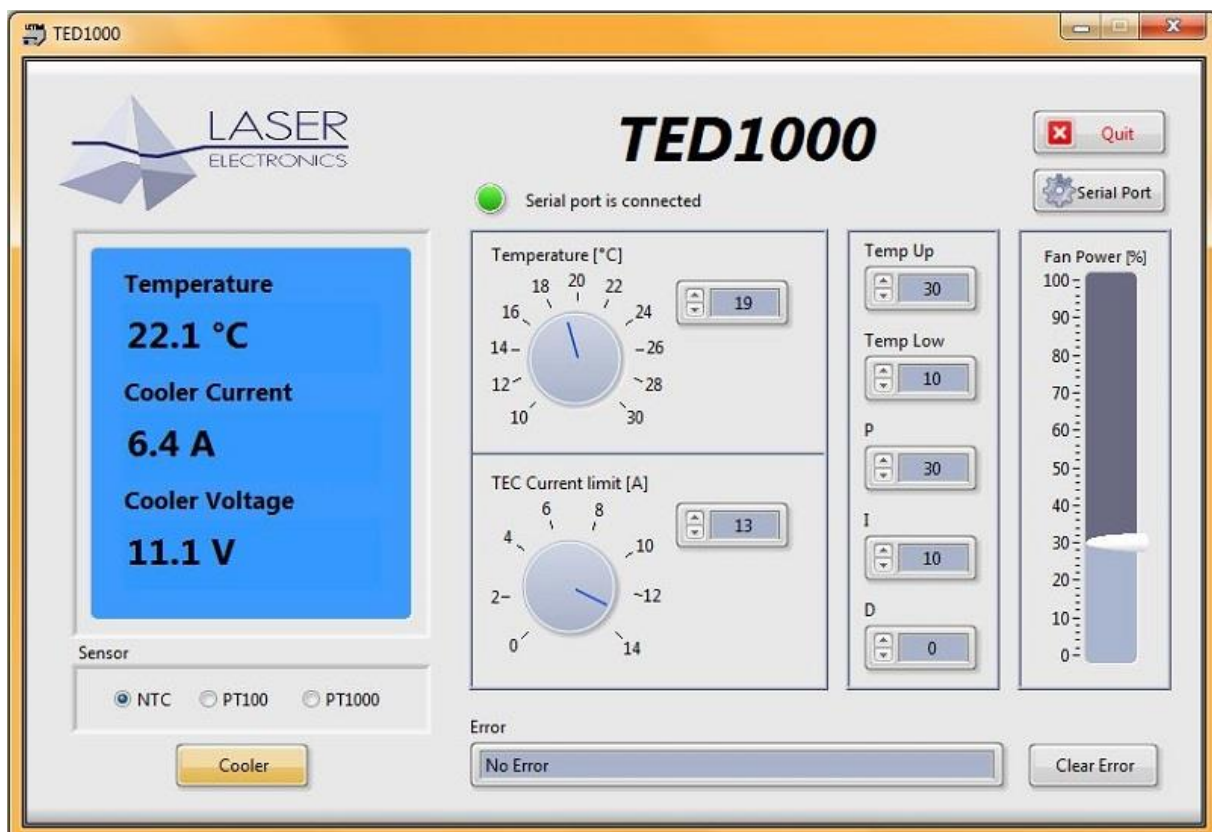 TED1000
LASER
ELECTRONICS
TED1000
Quit
Serial port is connected
Serial Port
Temperature
22.1 °C
Cooler Current
6.4 A
Cooler Voltage
11.1 V
Sensor
NTC PT100 PT1000
Cooler
Temperature [°C]
19
10 12 14 16 18 20 22 24 26 28 30
TEC Current limit [A]
13
0 2 4 6 8 10 12 14
Temp Up
30
Temp Low
10
P
30
I
10
D
0
Fan Power [%]
100
90
80
70
60
50
40
30
20
10
0
Error
No Error
Clear Error